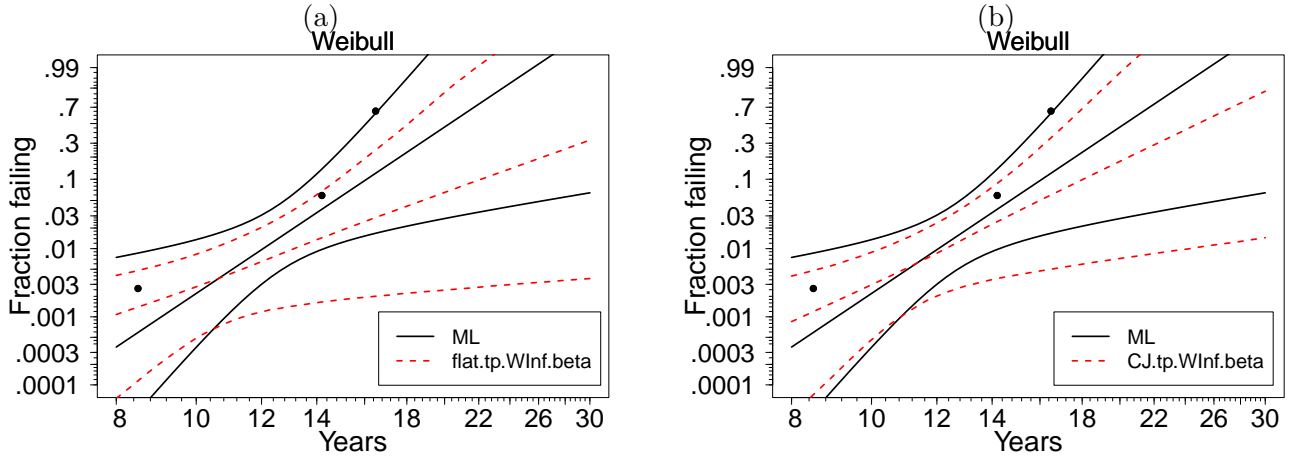 (a)
Weibull
Fraction failing
.99
.7
.3
.1
.03
.01
.003
.001
.0003
.0001
ML
flat.tp.WInf.beta
8 10 12 14 18 22 26 30
Years
(b)
Weibull
Fraction failing
.99
.7
.3
.1
.03
.01
.003
.001
.0003
.0001
ML
CJ.tp.WInf.beta
8 10 12 14 18 22 26 30
Years